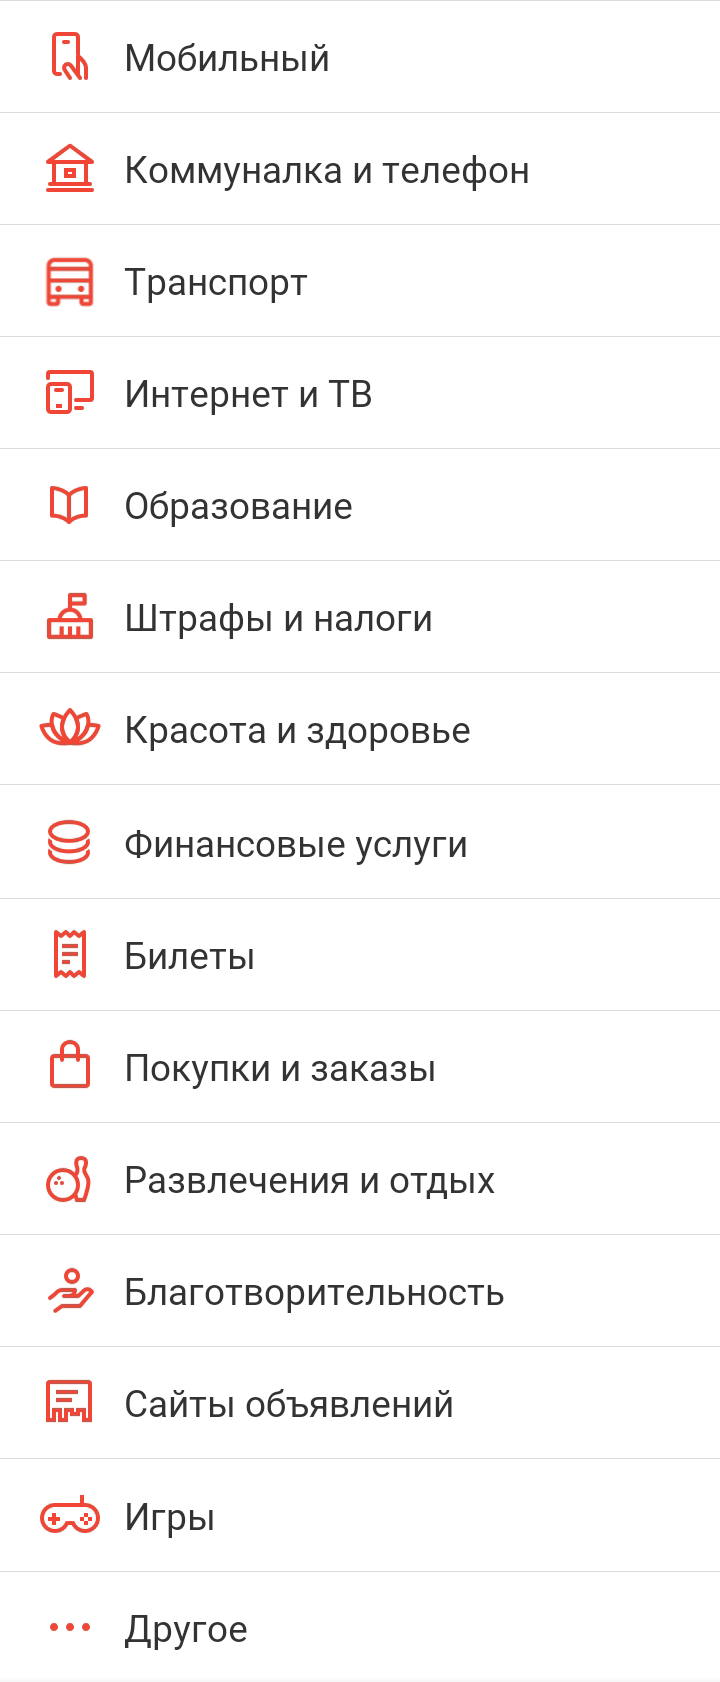 Мобильный
Коммуналка и телефон
Транспорт
Интернет и ТВ
Образование
Штрафы и налоги
Красота и здоровье
Финансовые услуги
Билеты
Покупки и заказы
Развлечения и отдых
Благотворительность
Сайты объявлений
Игры
Другое